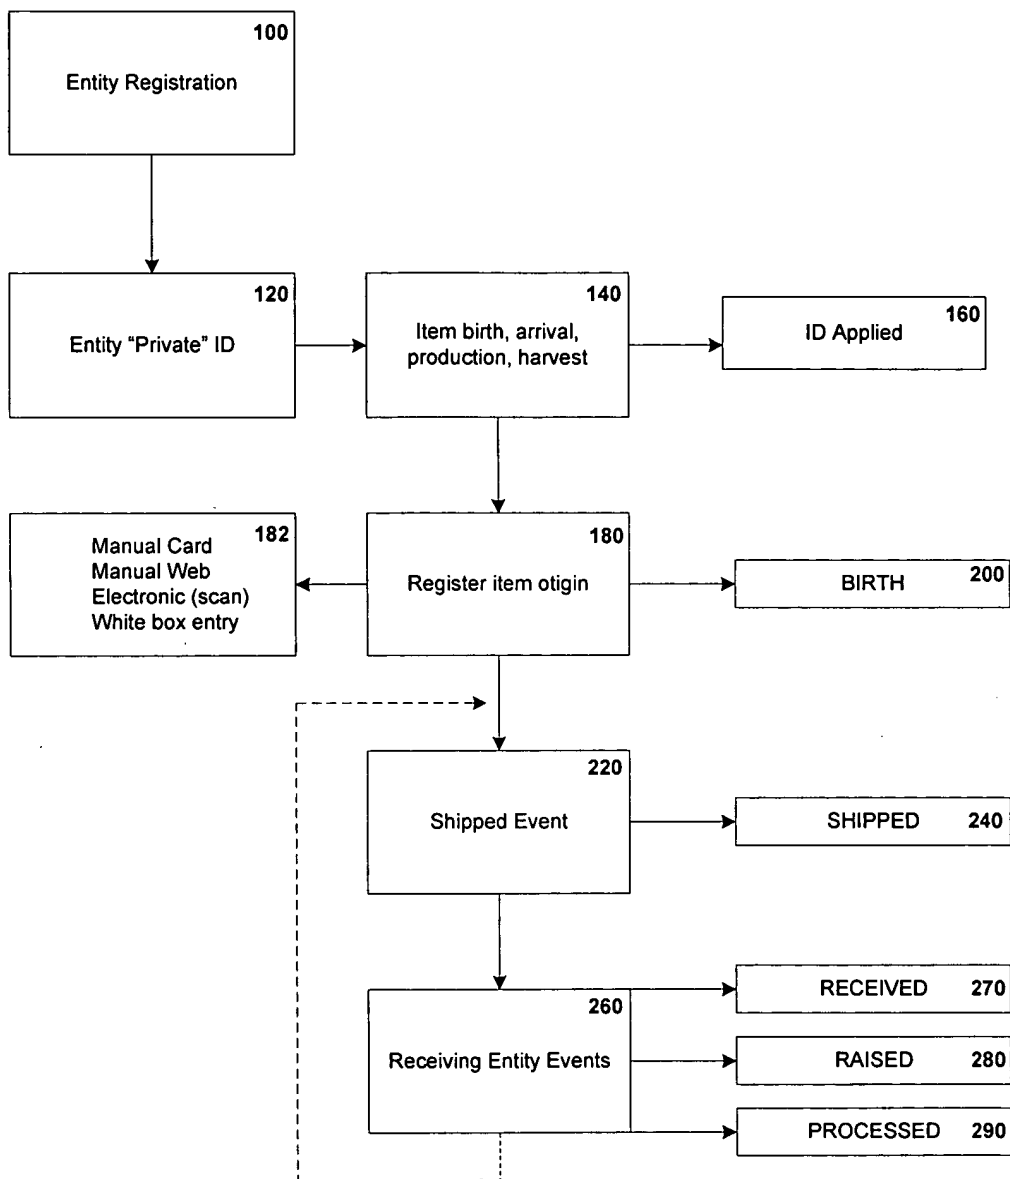 100
Entity Registration
120
Entity “Private” ID
140
Item birth, arrival,
production, harvest
160
ID Applied
182
Manual Card
Manual Web
Electronic (scan)
White box entry
180
Register item otigin
200
BIRTH
220
Shipped Event
SHIPPED 240
260
Receiving Entity Events
RECEIVED 270
RAISED 280
PROCESSED 290